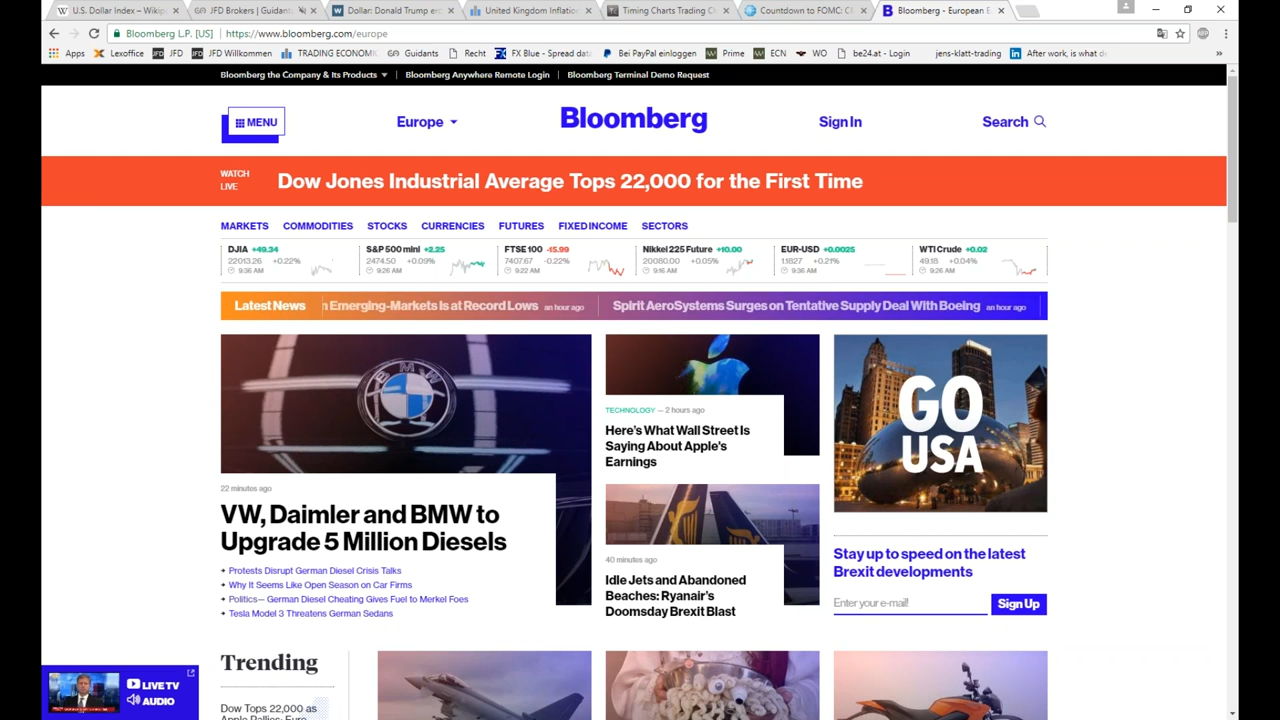 U.S. Dollar Index – Wikip
JFD Brokers | Guidants
Dollar: Donald Trump er
United Kingdom Inflation
Timing Charts Trading C
Countdown to FOMC: C
Bloomberg - European E
Bloomberg L.P. [US]
https://www.bloomberg.com/europe
Apps
Lexoffice
JFD
JFD Willkommen
TRADING ECONOMI
Guidants
Recht
FX Blue - Spread data
Bei PayPal einloggen
Prime
ECN
WO
be24.at - Login
jens-klatt-trading
After work, is what d
Bloomberg the Company & Its Products
Bloomberg Anywhere Remote Login
Bloomberg Terminal Demo Request
MENU
Europe
Bloomberg
Sign In
Search
WATCH
LIVE
Dow Jones Industrial Average Tops 22,000 for the First Time
MARKETS COMMODITIES STOCKS CURRENCIES FUTURES FIXED INCOME SECTORS
DJIA +49.34
22013.26 +0.22%
9:36 AM
S&P 500 mini +2.25
2474.50 +0.09%
9:26 AM
FTSE 100 -15.99
7407.67 -0.22%
9:22 AM
Nikkei 225 Future +10.00
20080.00 +0.05%
9:16 AM
EUR-USD +0.0025
1.1827 +0.21%
9:36 AM
WTI Crude +0.02
49.18 +0.04%
9:26 AM
Latest News
n Emerging-Markets Is at Record Lows an hour ago
Spirit AeroSystems Surges on Tentative Supply Deal With Boeing an hour ago
BMW
22 minutes ago
VW, Daimler and BMW to
Upgrade 5 Million Diesels
Protests Disrupt German Diesel Crisis Talks
Why It Seems Like Open Season on Car Firms
Politics— German Diesel Cheating Gives Fuel to Merkel Foes
Tesla Model 3 Threatens German Sedans
TECHNOLOGY — 2 hours ago
Here's What Wall Street Is
Saying About Apple's
Earnings
40 minutes ago
Idle Jets and Abandoned
Beaches: Ryanair's
Doomsday Brexit Blast
GO
USA
Stay up to speed on the latest
Brexit developments
Enter your e-mail!
Sign Up
Trending
Dow Tops 22,000 as
Apple Rallies: Euro
LIVE TV
AUDIO